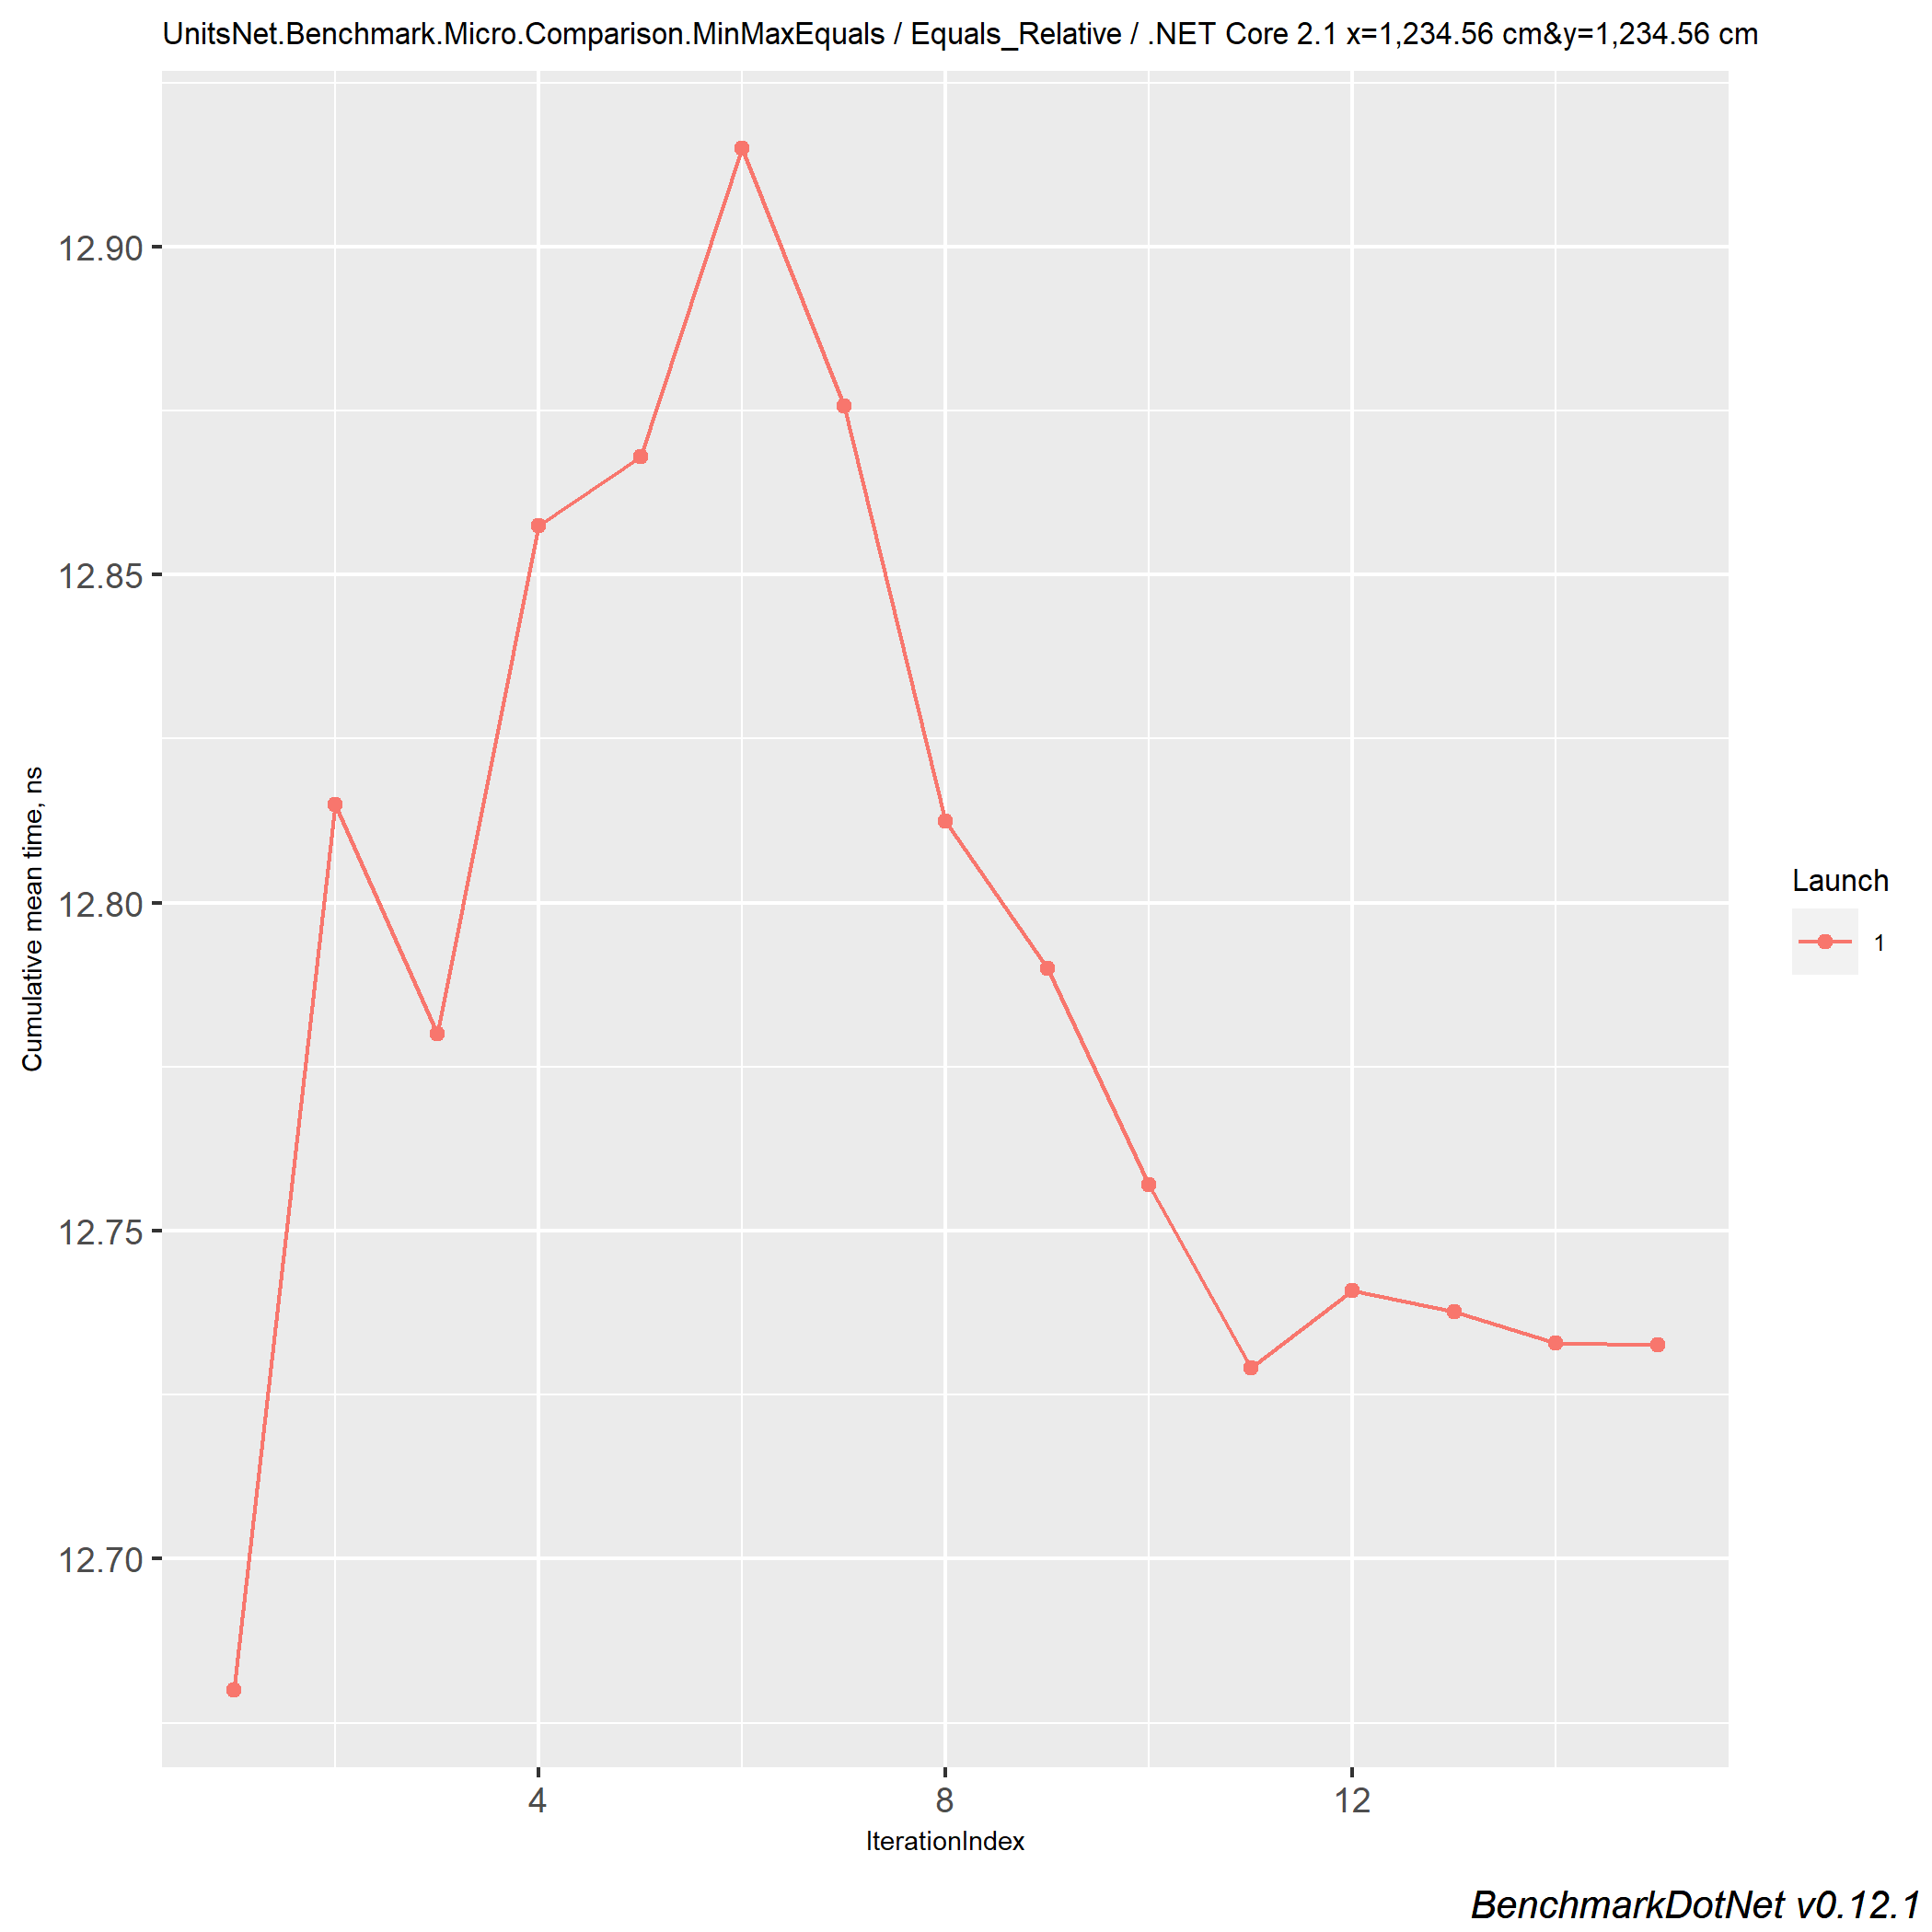 UnitsNet.Benchmark.Micro.Comparison.MinMaxEquals / Equals_Relative / .NET Core 2.1 x=1,234.56 cm&y=1,234.56 cm
12.90
12.85
12.80
12.75
12.70
Cumulative mean time, ns
4
8
12
IterationIndex
Launch
1
BenchmarkDotNet v0.12.1